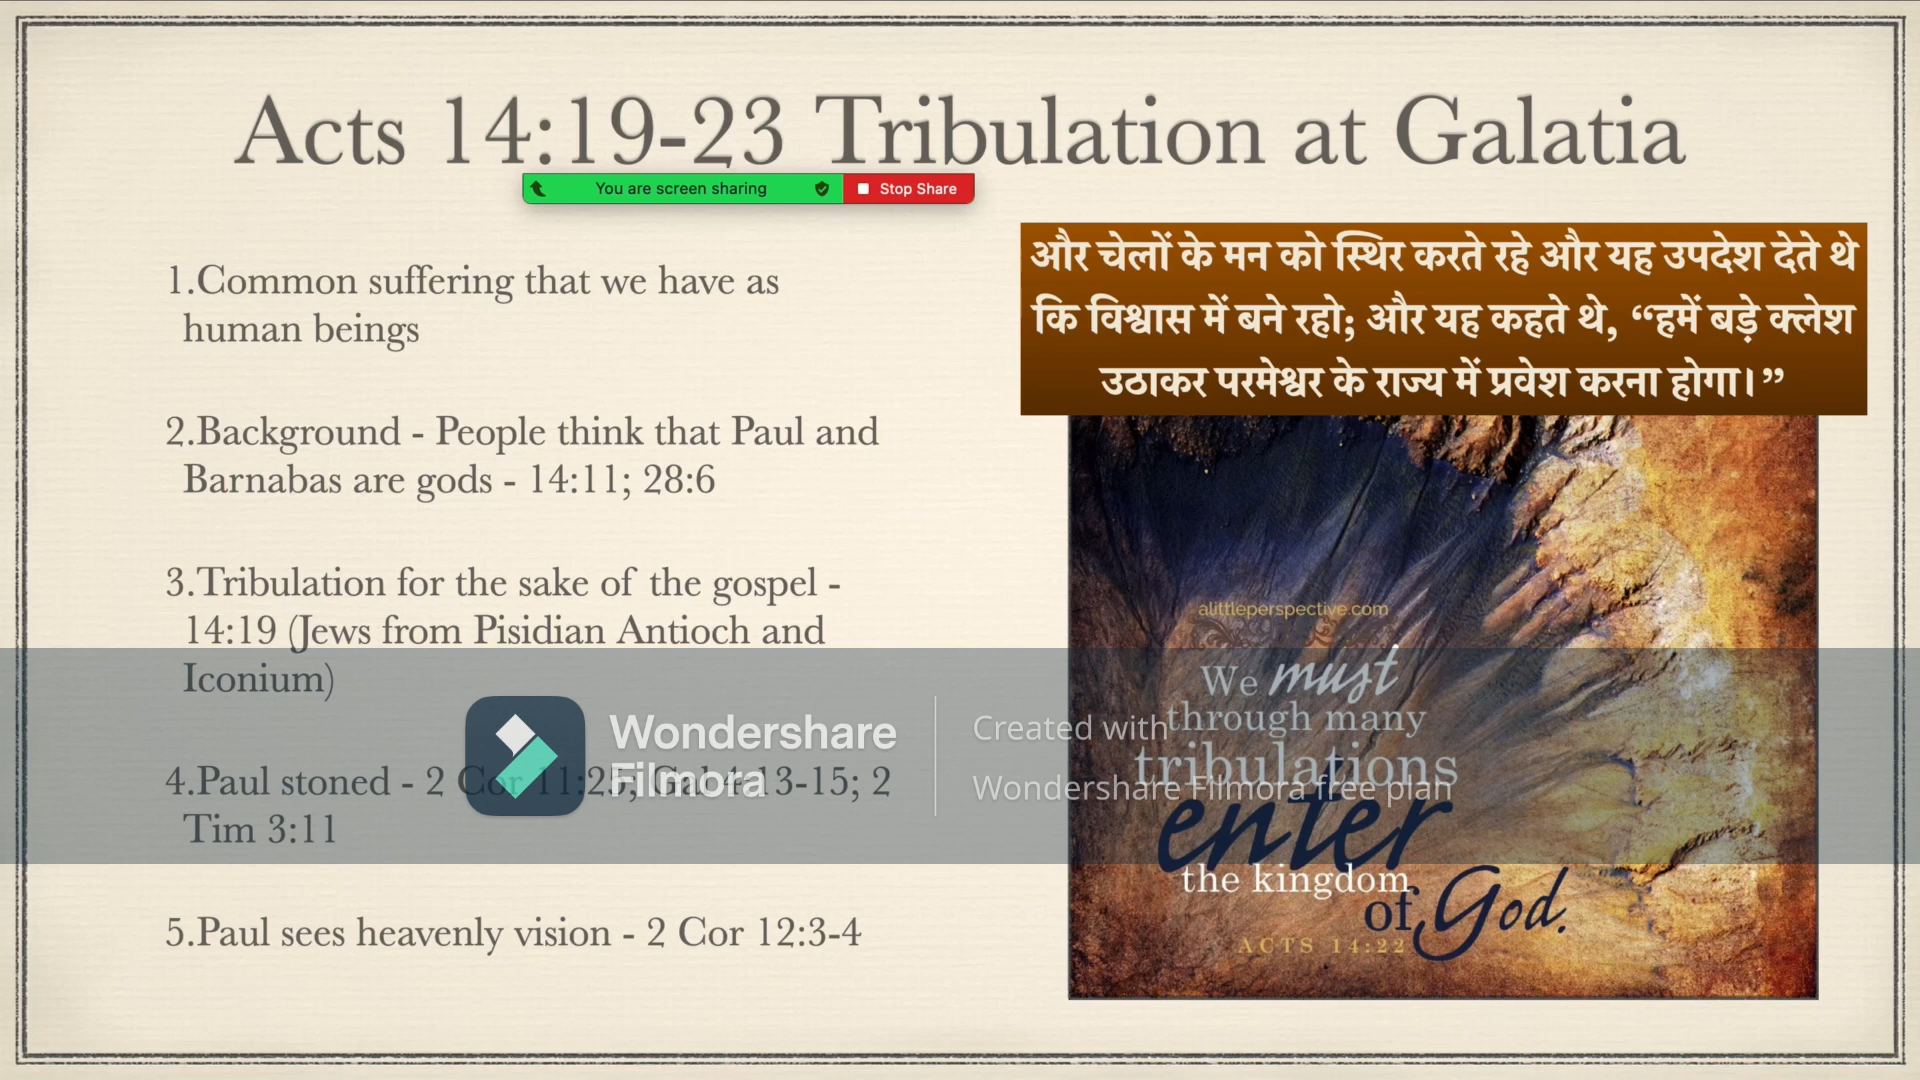 Acts 14:19-23 Tribulation at Galatia
You are screen sharing
Stop Share
1.Common suffering that we have as
human beings
2.Background - People think that Paul and
Barnabas are gods - 14:11; 28:6
3.Tribulation for the sake of the gospel -
14:19 (Jews from Pisidian Antioch and
Iconium)
4.Paul stoned - 2 Cor 11:25; Gal 4:13-15; 2
Tim 3:11
5.Paul sees heavenly vision - 2 Cor 12:3-4
और चेलों के मन को स्थिर करते रहे और यह उपदेश देते थे
कि विश्वास में बने रहो; और यह कहते थे, “हमें बड़े क्लेश
उठाकर परमेश्वर के राज्य में प्रवेश करना होगा।”
alittleperspective.com
We must
through many
tribulations
enter
the kingdom
of God.
ACTS 14:22
Wondershare
Filmora
Created with
Wondershare Filmora free plan